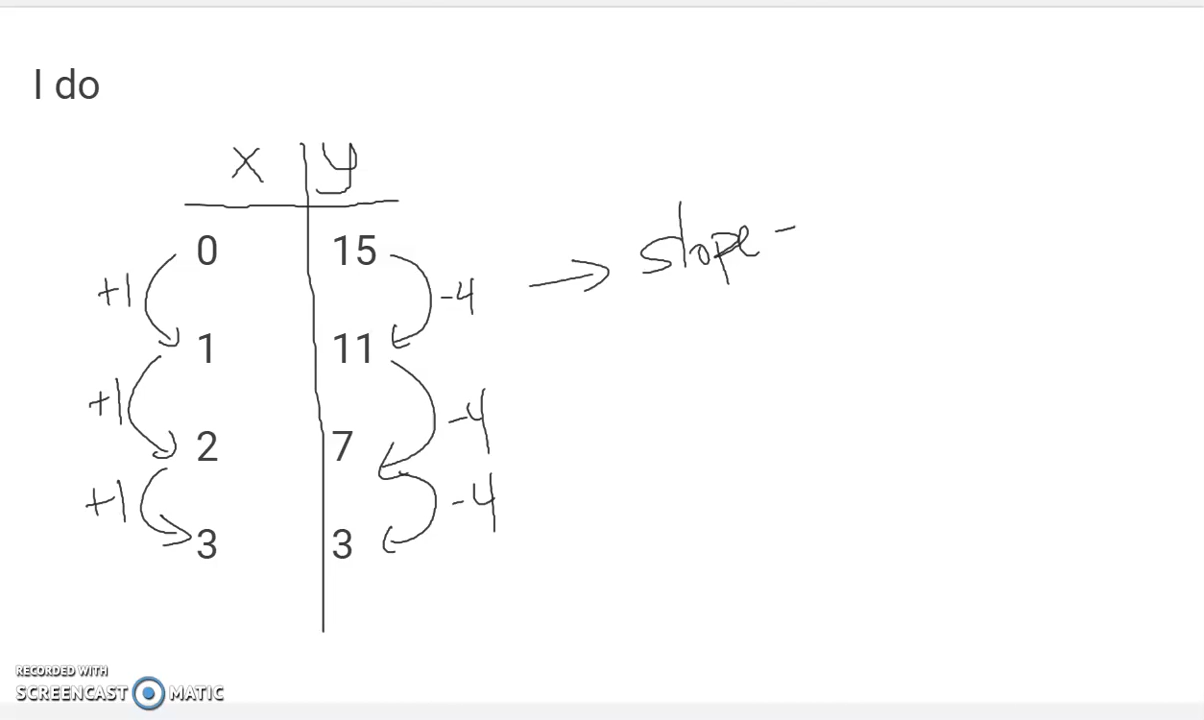 I do
x y
0 15
+1 -4 → slope -
1 11
+1 -4
2 7
+1 -4
3 3
RECORDED WITH
SCREENCAST MATIC